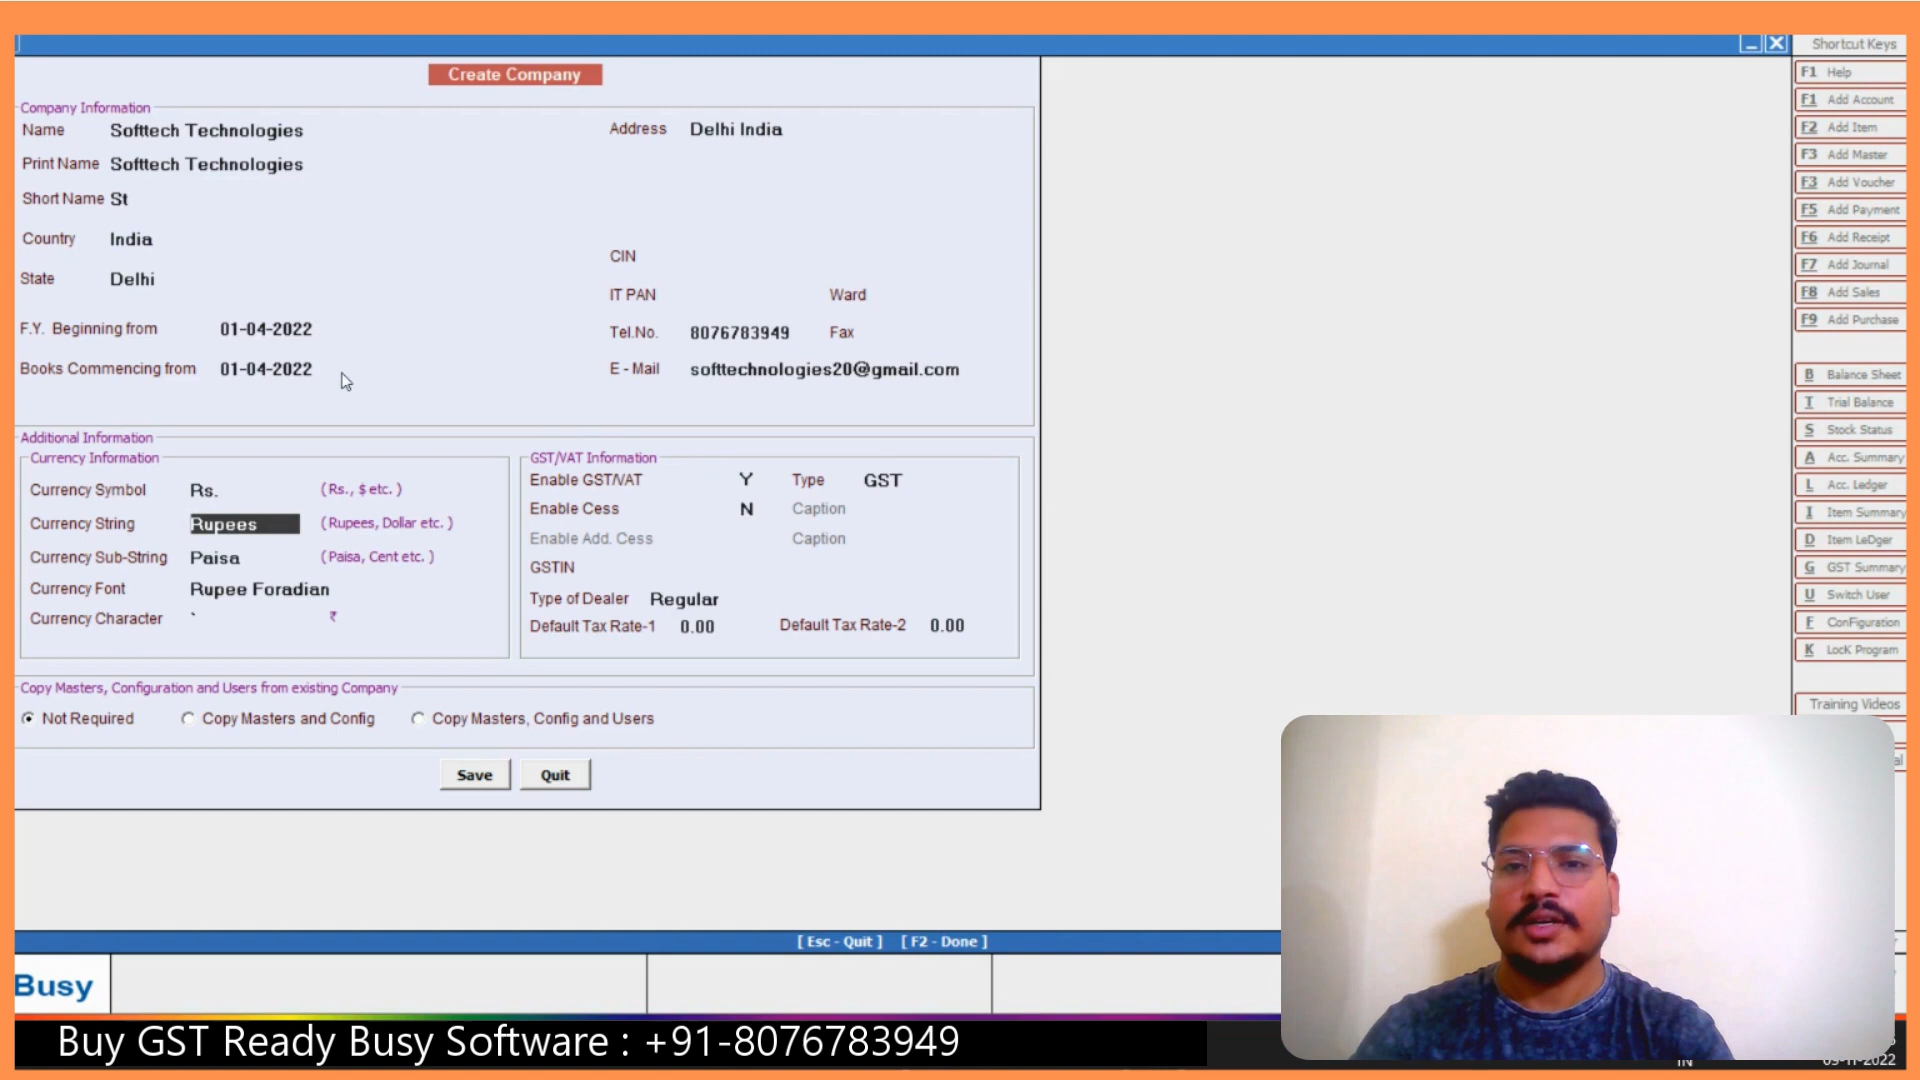 Create Company
Company Information
Name Softtech Technologies
Address Delhi India
Print Name Softtech Technologies
Short Name St
Country India
CIN
State Delhi
IT PAN Ward
F.Y. Beginning from 01-04-2022
Tel.No. 8076783949 Fax
Books Commencing from 01-04-2022
E - Mail softtechnologies20@gmail.com
Additional Information
Currency Information
Currency Symbol Rs. (Rs., $ etc. )
Currency String Rupees (Rupees, Dollar etc. )
Currency Sub-String Paisa (Paisa, Cent etc. )
Currency Font Rupee Foradian
Currency Character ` ₹
GST/VAT Information
Enable GST/VAT Y Type GST
Enable Cess N Caption
Enable Add. Cess Caption
GSTIN
Type of Dealer Regular
Default Tax Rate-1 0.00 Default Tax Rate-2 0.00
Copy Masters, Configuration and Users from existing Company
Not Required Copy Masters and Config Copy Masters, Config and Users
Save Quit
[ Esc - Quit ] [ F2 - Done ]
Shortcut Keys
F1 Help
F1 Add Account
F2 Add Item
F3 Add Master
F3 Add Voucher
F5 Add Payment
F6 Add Receipt
F7 Add Journal
F8 Add Sales
F9 Add Purchase
B Balance Sheet
T Trial Balance
S Stock Status
A Acc. Summary
L Acc. Ledger
I Item Summary
D Item LeDger
G GST Summary
U Switch User
F ConFiguration
K LocK Program
Training Videos
Busy
Buy GST Ready Busy Software : +91-8076783949